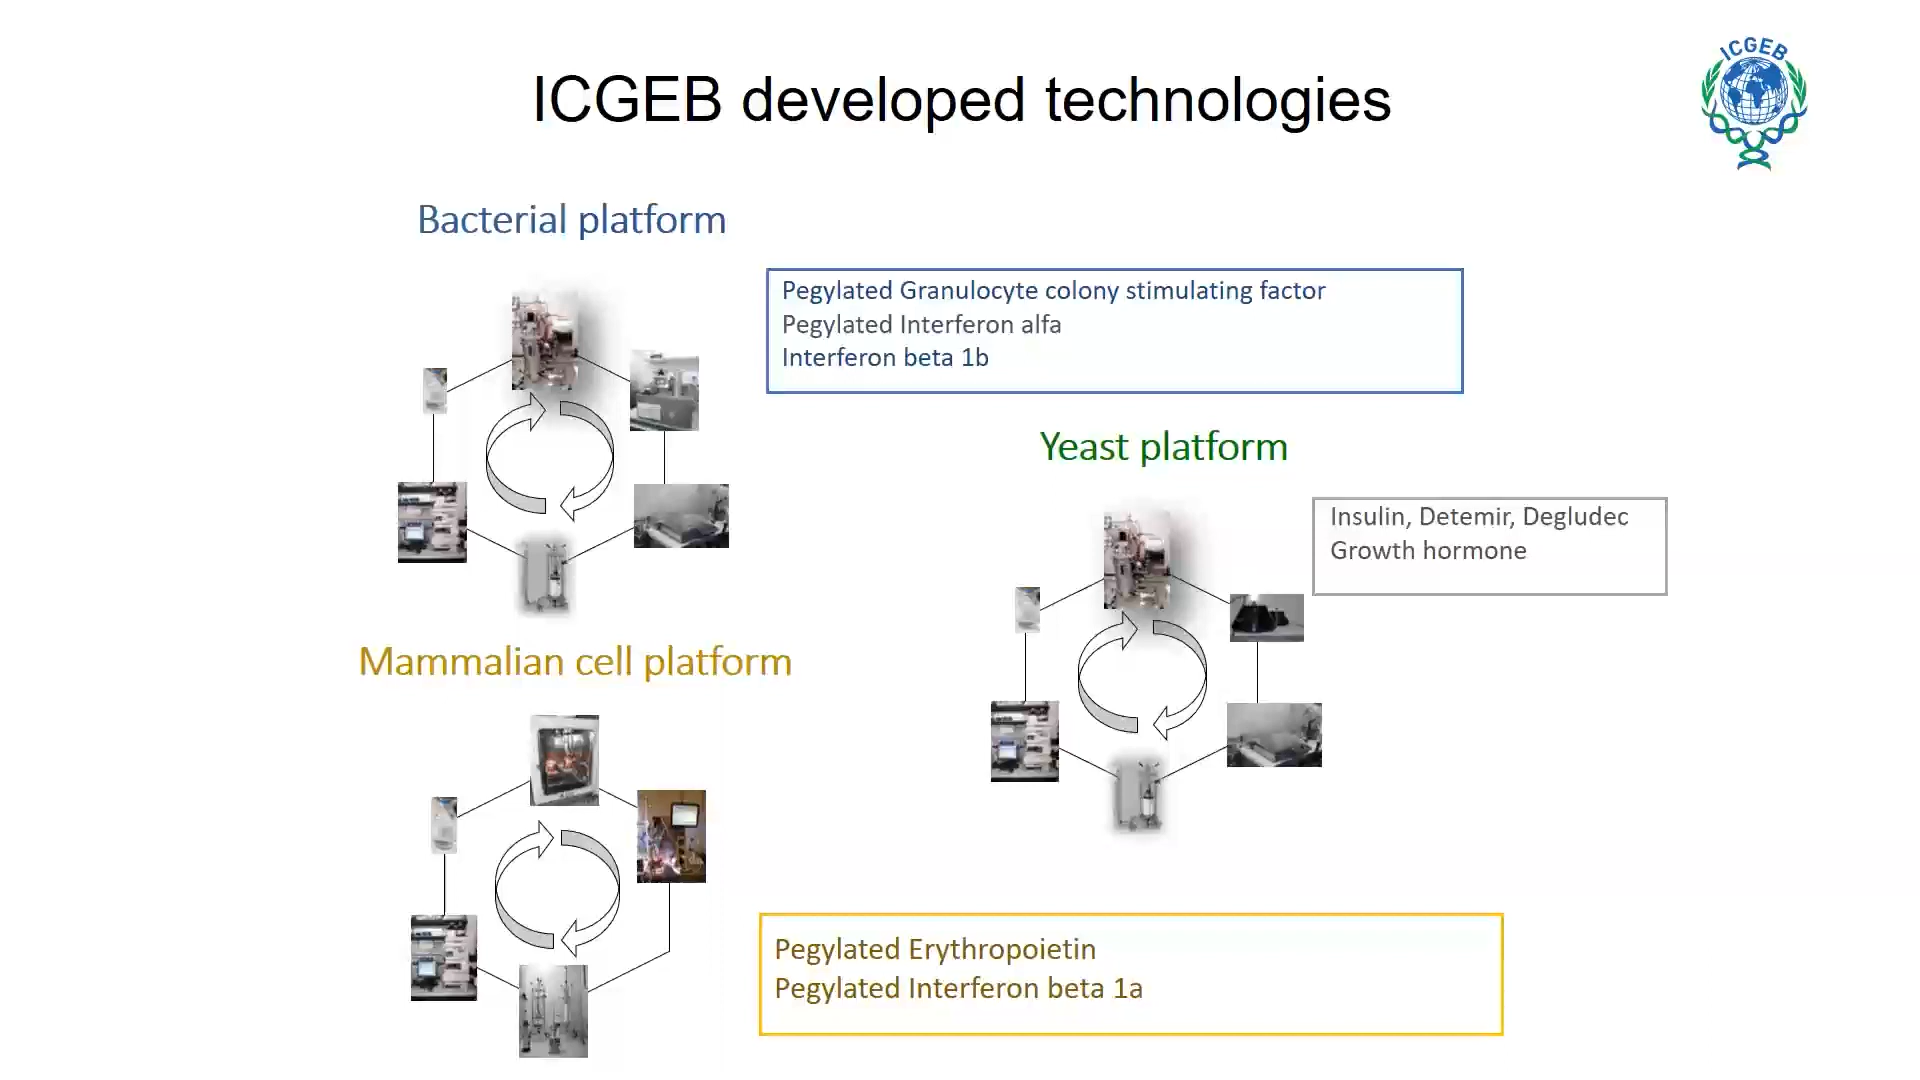 ICGEB developed technologies
ICGEB
Bacterial platform
Pegylated Granulocyte colony stimulating factor
Pegylated Interferon alfa
Interferon beta 1b
Yeast platform
Insulin, Detemir, Degludec
Growth hormone
Mammalian cell platform
Pegylated Erythropoietin
Pegylated Interferon beta 1a